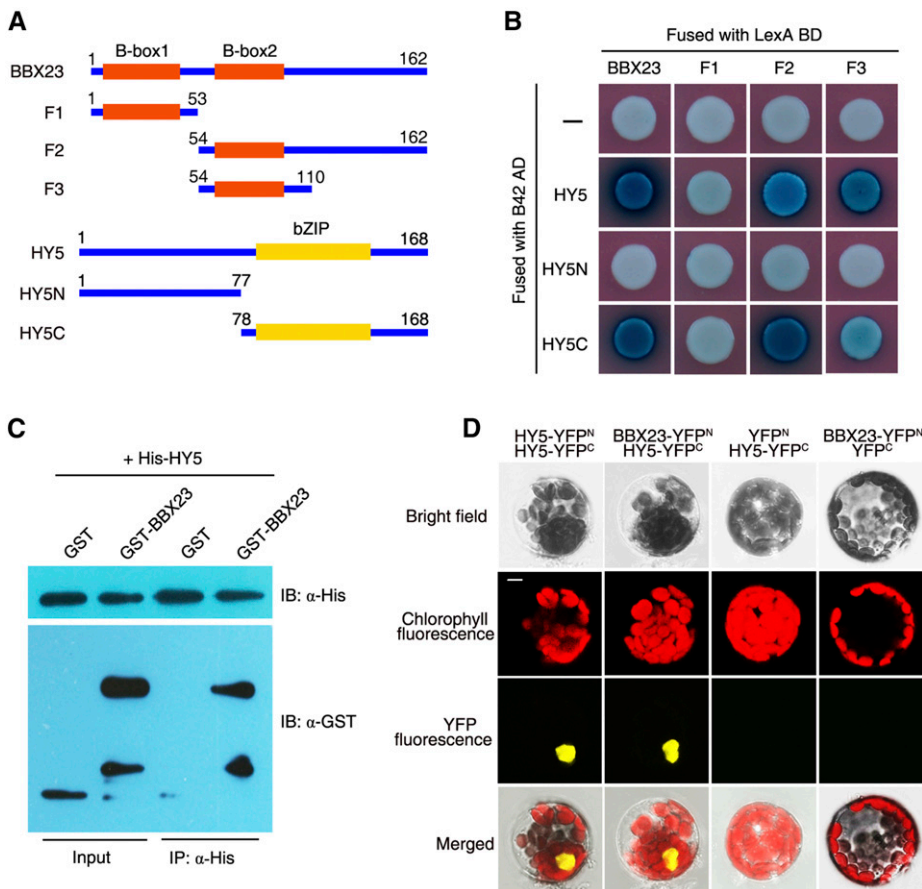 A
B-box1 B-box2
BBX23 1 162
F1 1 53
F2 54 162
F3 54 110
bZIP
HY5 1 168
HY5N 1 77
HY5C 78 168
B
Fused with LexA BD
BBX23 F1 F2 F3
Fused with B42 AD
—
HY5
HY5N
HY5C
C
+ His-HY5
GST GST-BBX23 GST GST-BBX23
IB: α-His
IB: α-GST
Input IP: α-His
D
HY5-YFPᴺ BBX23-YFPᴺ YFPᴺ BBX23-YFPᴺ
HY5-YFPC HY5-YFPC HY5-YFPC YFPC
Bright field
Chlorophyll
fluorescence
YFP
fluorescence
Merged